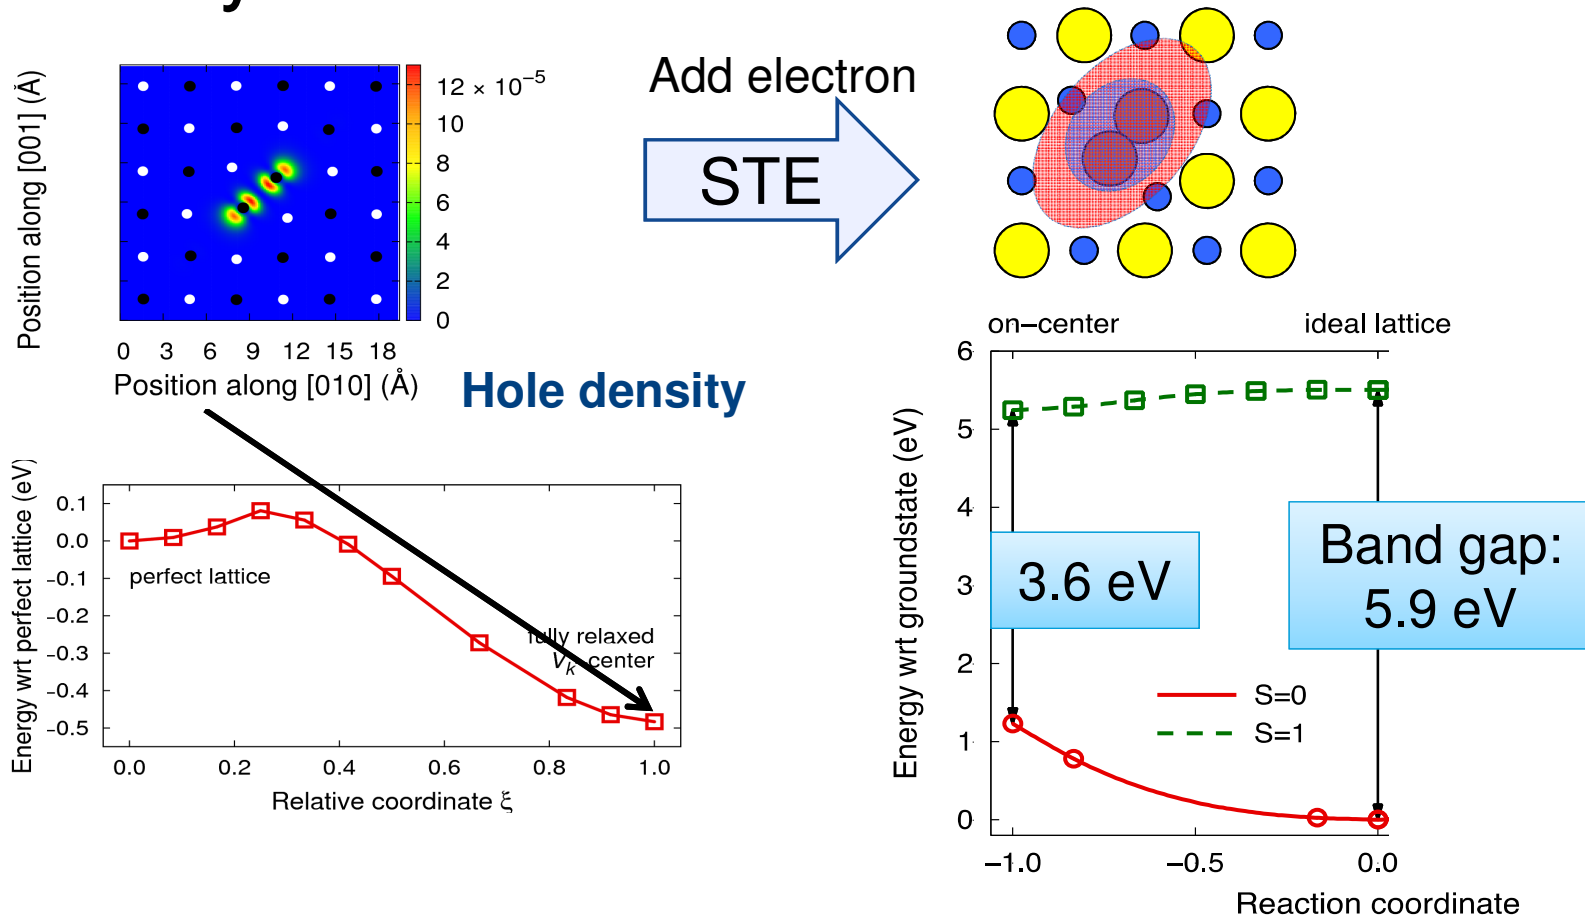 y
Position along [001] (Å)
12 × 10⁻⁵
10
8
6
4
2
0
0 3 6 9 12 15 18
Position along [010] (Å)
Add electron
STE
Hole density
Energy wrt perfect lattice (eV)
0.1
0.0
−0.1
−0.2
−0.3
−0.4
−0.5
perfect lattice
fully relaxed
Vₖ center
0.0 0.2 0.4 0.6 0.8 1.0
Relative coordinate ξ
on−center ideal lattice
Energy wrt groundstate (eV)
6
5
4
3
2
1
0
3.6 eV
Band gap:
5.9 eV
S=0
S=1
−1.0 −0.5 0.0
Reaction coordinate